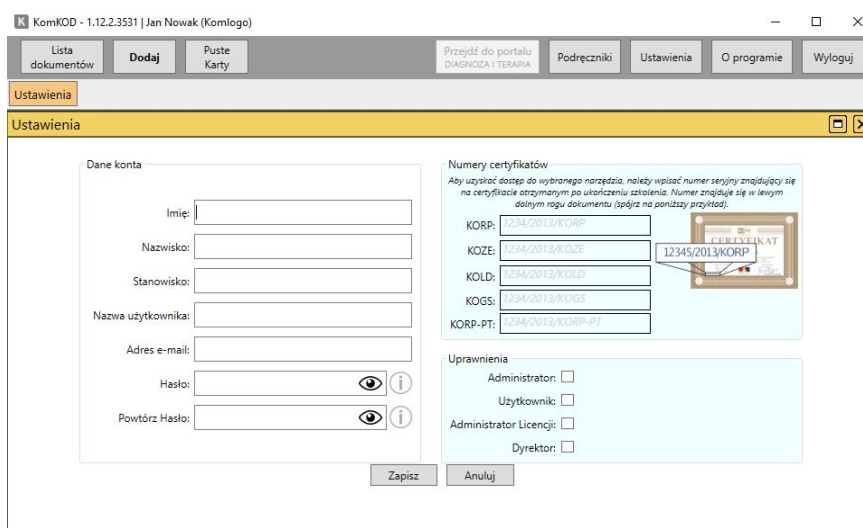 K KomKOD - 1.12.2.3531 | Jan Nowak (Komlogo)
Lista
dokumentów
Dodaj
Puste
Karty
Przejdź do portalu
DIAGNOZA I TERAPIA
Podręczniki
Ustawienia
O programie
Wyloguj
Ustawienia
Ustawienia
Dane konta
Imię:
Nazwisko:
Stanowisko:
Nazwa użytkownika:
Adres e-mail:
Hasło:
Powtórz Hasło:
Numery certyfikatów
Aby uzyskać dostęp do wybranego narzędzia, należy wpisać numer seryjny znajdujący się
na certyfikacie otrzymanym po ukończeniu szkolenia. Numer znajduje się w lewym
dolnym rogu dokumentu (spójrz na poniższy przykład).
KORP: 1234/2013/KORP
KOZE: 1234/2013/KOZE
KOLD: 1234/2013/KOLD
KOGS: 1234/2013/KOGS
KORP-PT: 1234/2013/KORP-PT
CERTYFIKAT
12345/2013/KORP
Uprawnienia
Administrator:
Użytkownik:
Administrator Licencji:
Dyrektor:
Zapisz
Anuluj